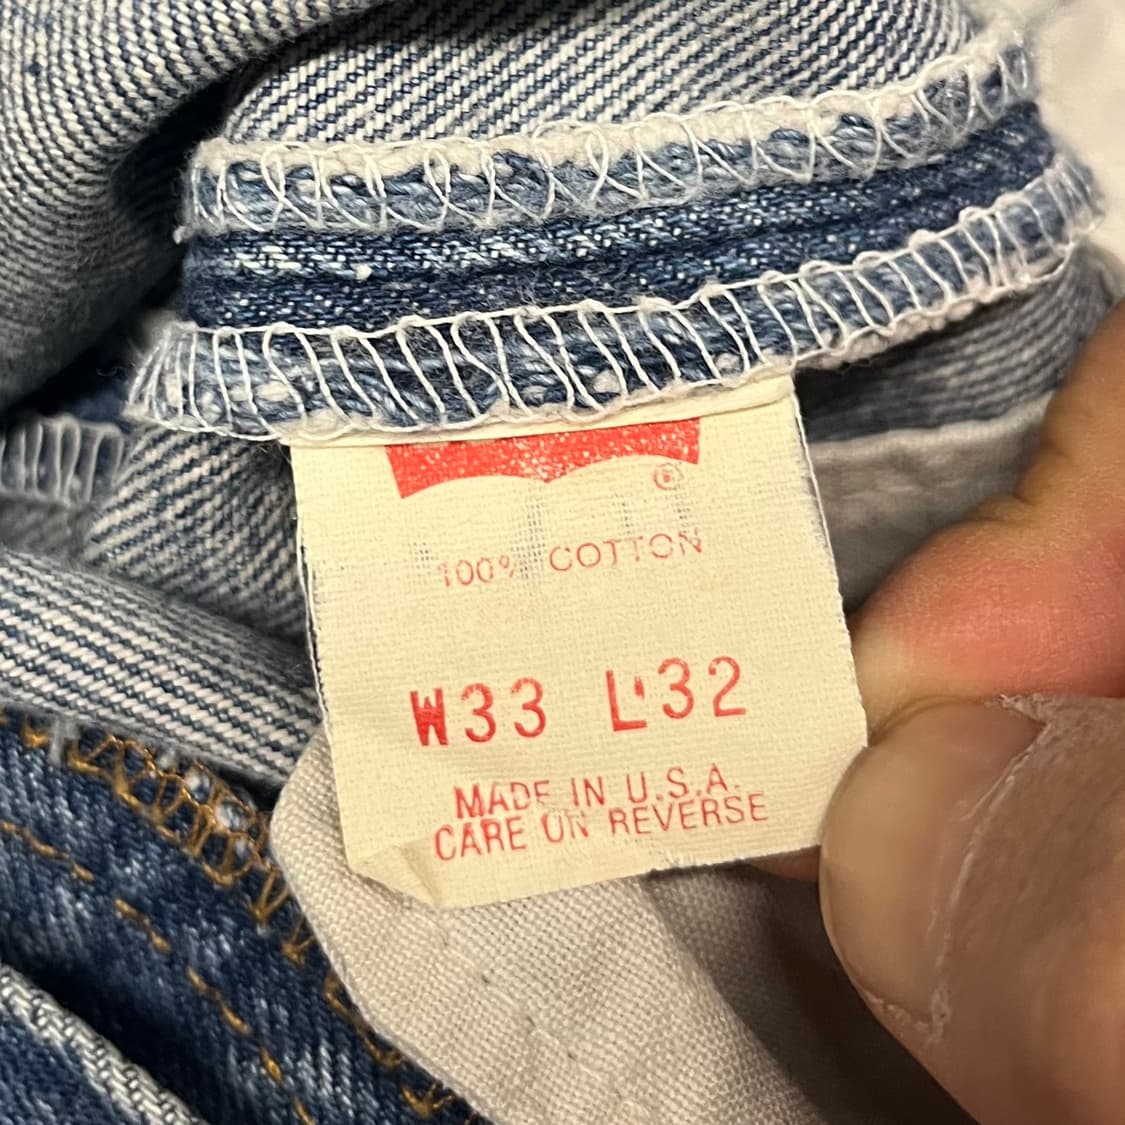 ®
100% COTTON
W33 L32
MADE IN U.S.A.
CARE ON REVERSE